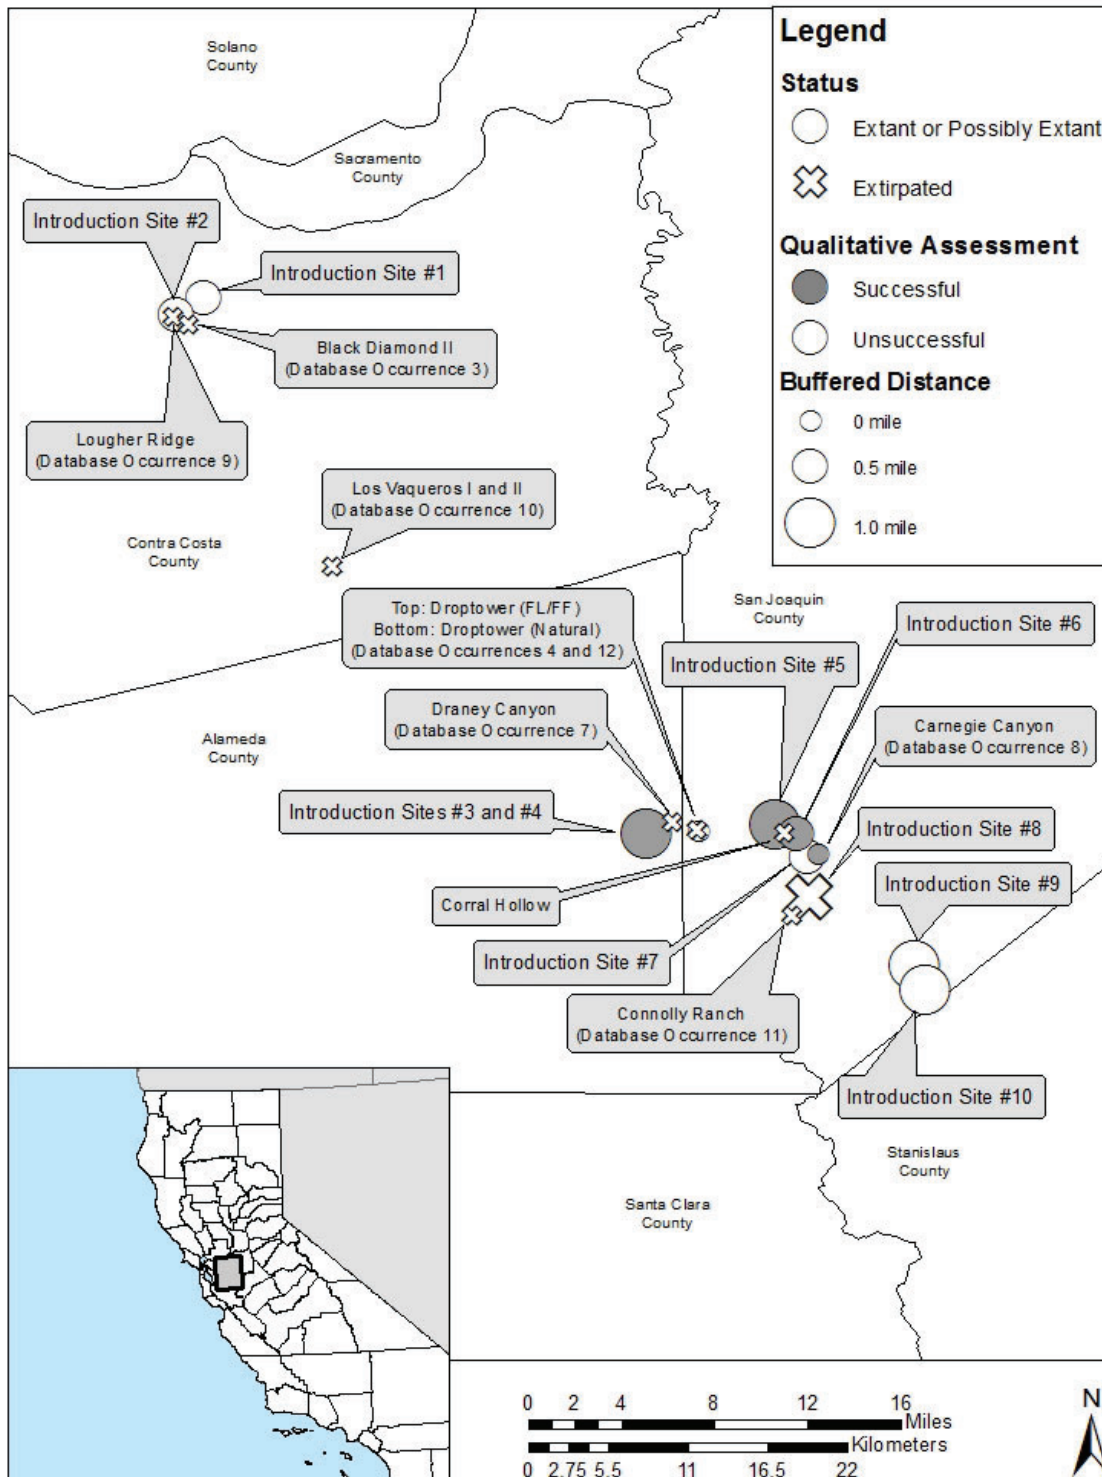 Legend
Status
Extant or Possibly Extant
Extirpated
Qualitative Assessment
Successful
Unsuccessful
Buffered Distance
0 mile
0.5 mile
1.0 mile
Solano
County
Sacramento
County
Introduction Site #2
Introduction Site #1
Black Diamond II
(Database Occurrence 3)
Lougher Ridge
(Database Occurrence 9)
Los Vaqueros I and II
(Database Occurrence 10)
Contra Costa
County
Top: Droptower (FL/FF)
Bottom: Droptower (Natural)
(Database Occurrences 4 and 12)
San Joaquin
County
Introduction Site #6
Introduction Site #5
Draney Canyon
(Database Occurrence 7)
Carnegie Canyon
(Database Occurrence 8)
Alameda
County
Introduction Sites #3 and #4
Introduction Site #8
Introduction Site #9
Corral Hollow
Introduction Site #7
Connolly Ranch
(Database Occurrence 11)
Introduction Site #10
Stanislaus
County
Santa Clara
County
0 2 4 8 12 16
Miles
Kilometers
0 2.75 5.5 11 16.5 22
N